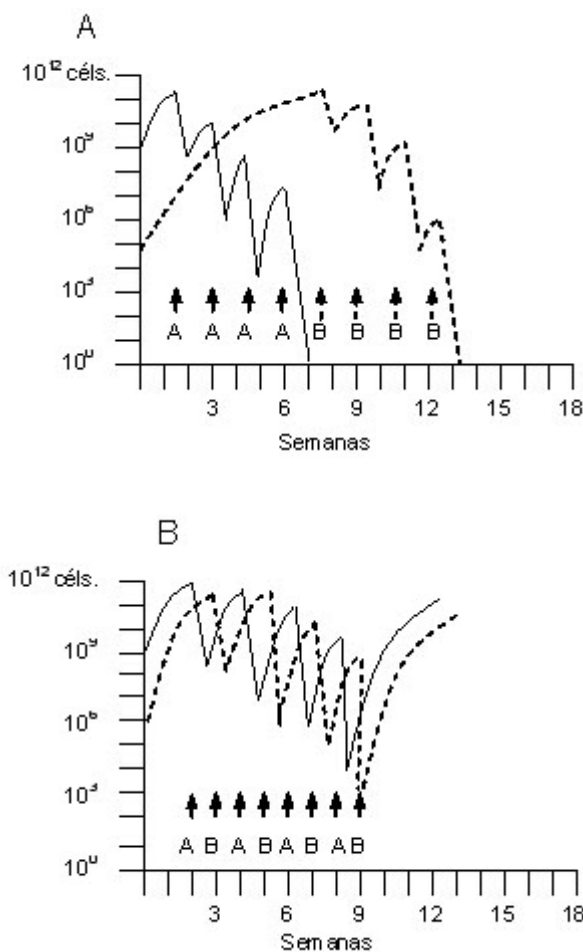 A
10¹² céls.
10⁹
10⁶
10³
10⁰
A A A A B B B B
3 6 9 12 15 18
Semanas
B
10¹² céls.
10⁹
10⁶
10³
10⁰
A B A B A B A B
3 6 9 12 15 18
Semanas